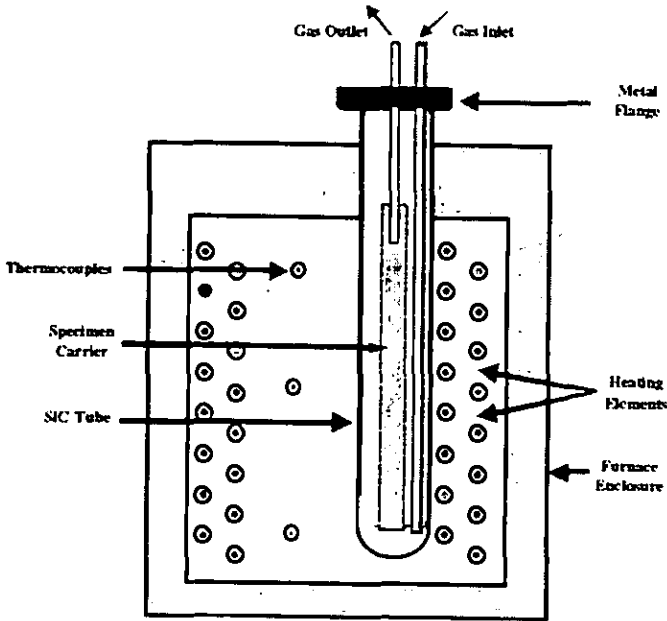 Gas Outlet
Gas Inlet
Metal
Flange
Thermocouples
Specimen
Carrier
SIC Tube
Heating
Elements
Furnace
Enclosure